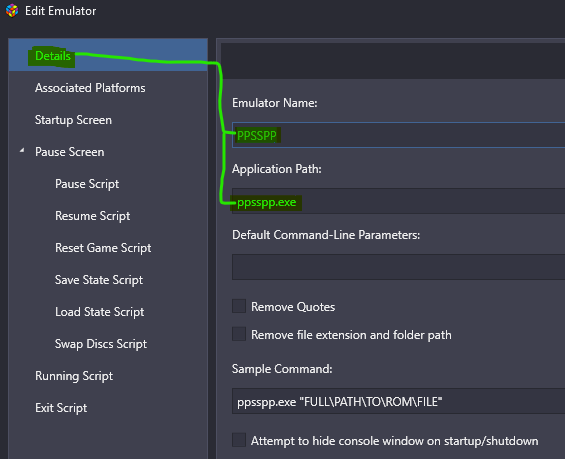 Edit Emulator
Details
Associated Platforms
Startup Screen
Pause Screen
Pause Script
Resume Script
Reset Game Script
Save State Script
Load State Script
Swap Discs Script
Running Script
Exit Script
Emulator Name:
PPSSPP
Application Path:
ppsspp.exe
Default Command-Line Parameters:
Remove Quotes
Remove file extension and folder path
Sample Command:
ppsspp.exe "FULL\PATH\TO\ROM\FILE"
Attempt to hide console window on startup/shutdown